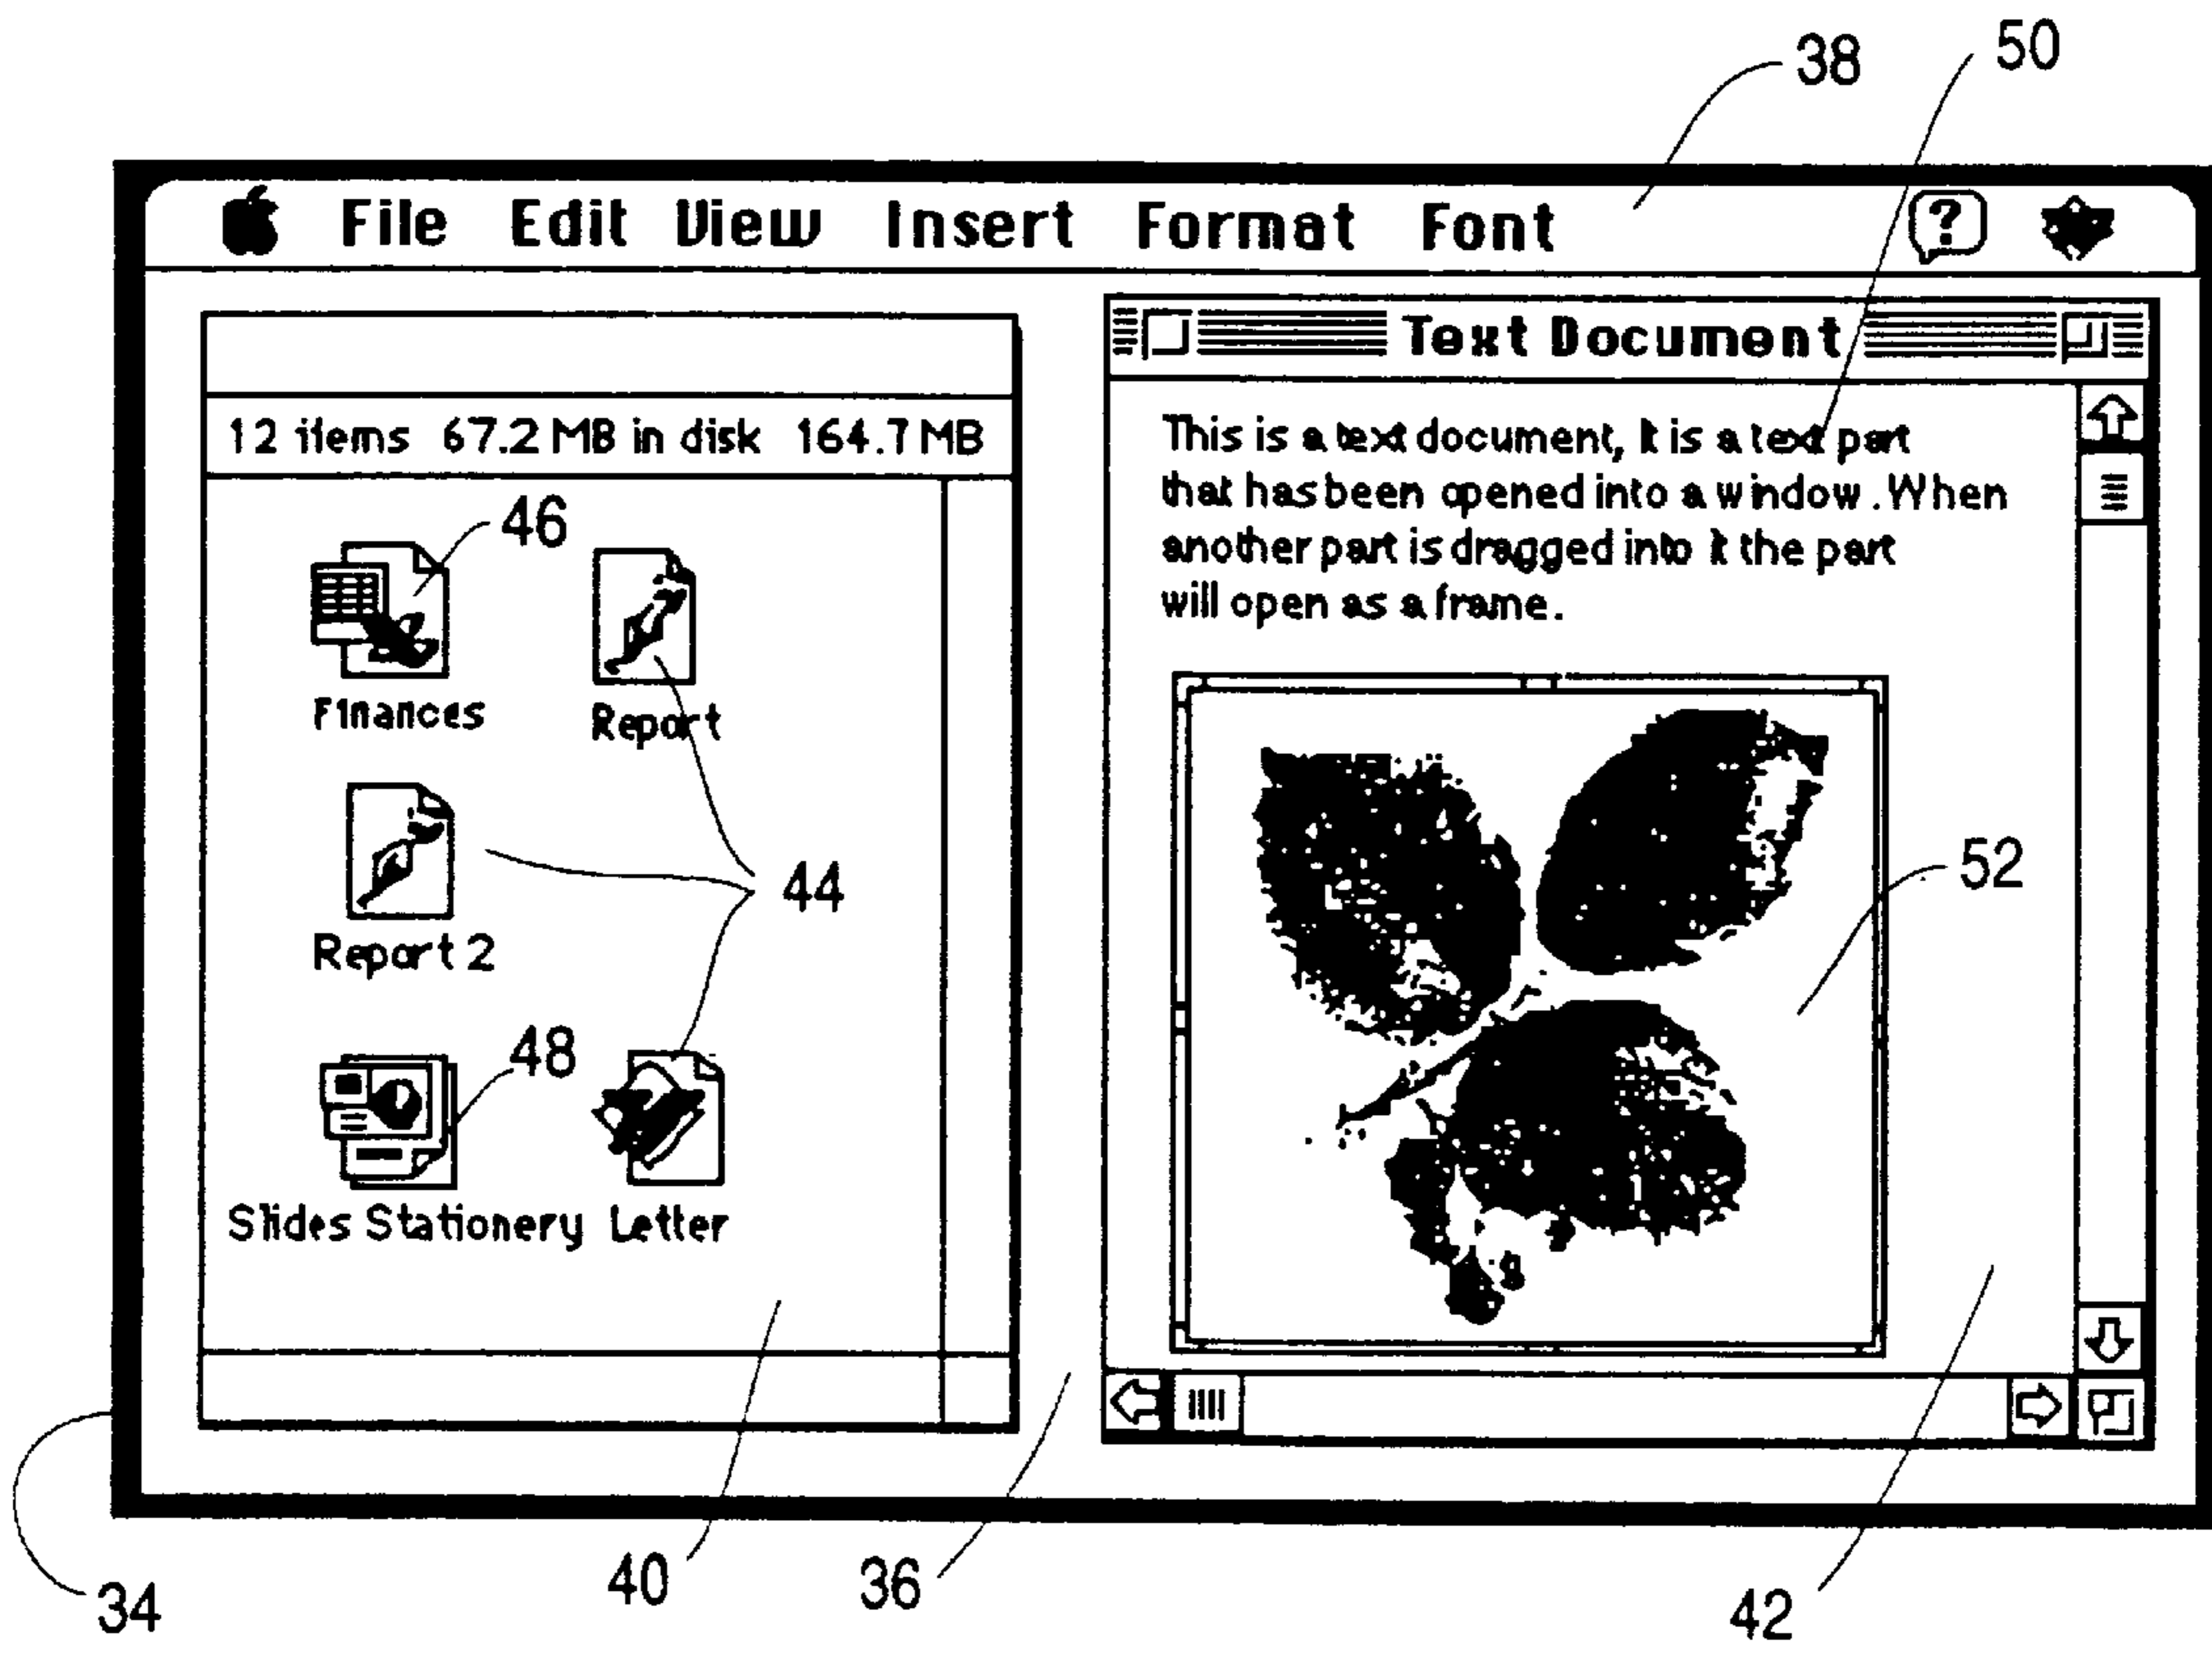 38
50
File Edit View Insert Format Font
?
Text Document
12 items 67.2 MB in disk 164.7 MB
This is a text document, It is a text part
that has been opened into a window. When
another part is dragged into it the part
will open as a frame.
46
Finances
Report
44
52
Report 2
48
Slides Stationery
Letter
34
40
36
42